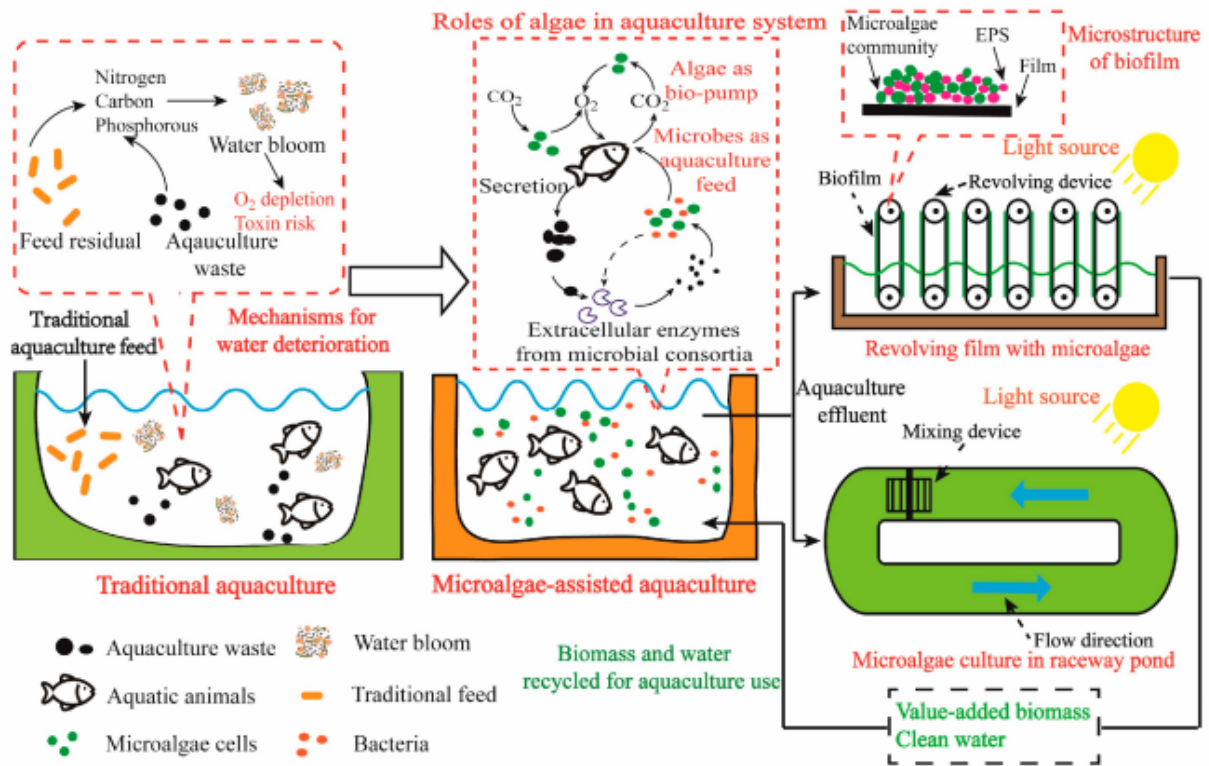 Roles of algae in aquaculture system
Nitrogen
Carbon
Phosphorous
Water bloom
O2 depletion
Toxin risk
Feed residual
Aqauculture
waste
Traditional
aquaculture feed
Mechanisms for
water deterioration
Traditional aquaculture
CO2
O2
CO2
Algae as
bio-pump
Microbes as
aquaculture
feed
Secretion
Extracellular enzymes
from microbial consortia
Microalgae-assisted aquaculture
Microalgae
community
EPS
Film
Microstructure
of biofilm
Light source
Biofilm
Revolving device
Revolving film with microalgae
Aquaculture
effluent
Light source
Mixing device
Flow direction
Microalgae culture in raceway pond
Aquaculture waste
Water bloom
Aquatic animals
Traditional feed
Microalgae cells
Bacteria
Biomass and water
recycled for aquaculture use
Value-added biomass
Clean water